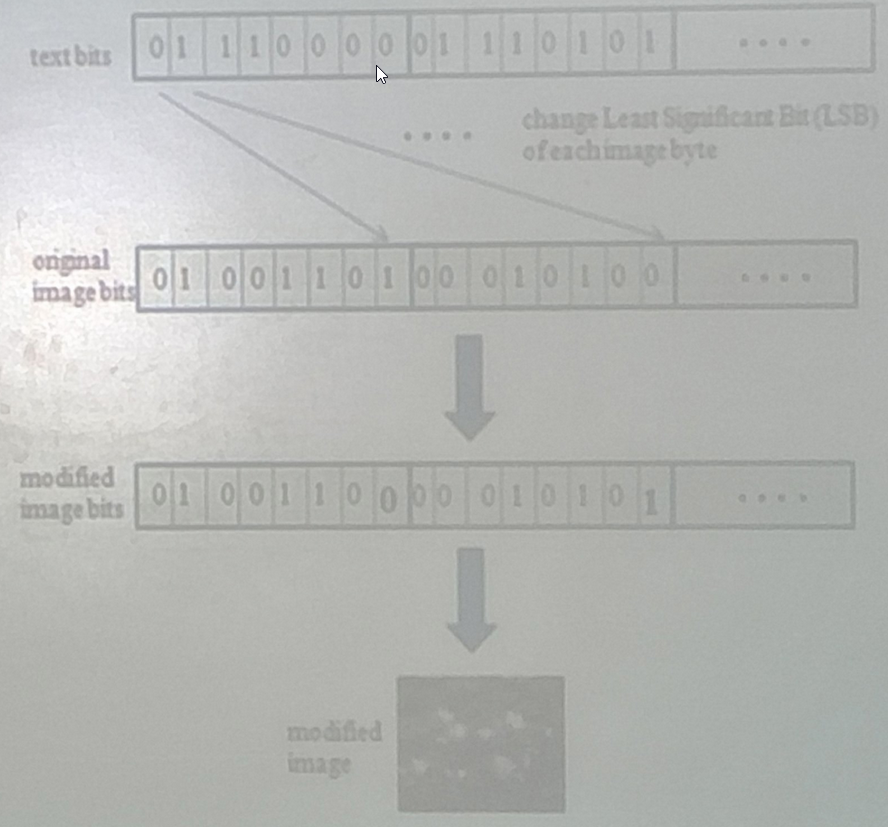 text bits 0 1 1 1 0 0 0 0 0 1 1 1 0 1 0 1 ....
.... change Least Significant Bit (LSB)
of each image byte
original
image bits 0 1 0 0 1 1 0 1 0 0 0 1 0 1 0 0 ....
modified
image bits 0 1 0 0 1 1 0 0 0 0 0 1 0 1 0 1 ....
modified
image